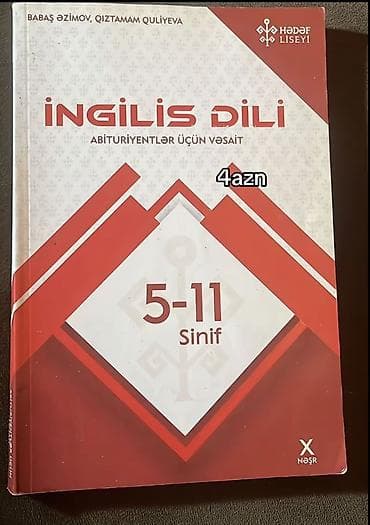 BABAŞ ƏZİMOV, QIZTAMAM QULİYEVA
HƏDƏF
LİSEYİ
İNGİLİS DİLİ
ABİTURİYENTLƏR ÜÇÜN VƏSAİT
4azn
5-11
Sinif
X
NƏŞR